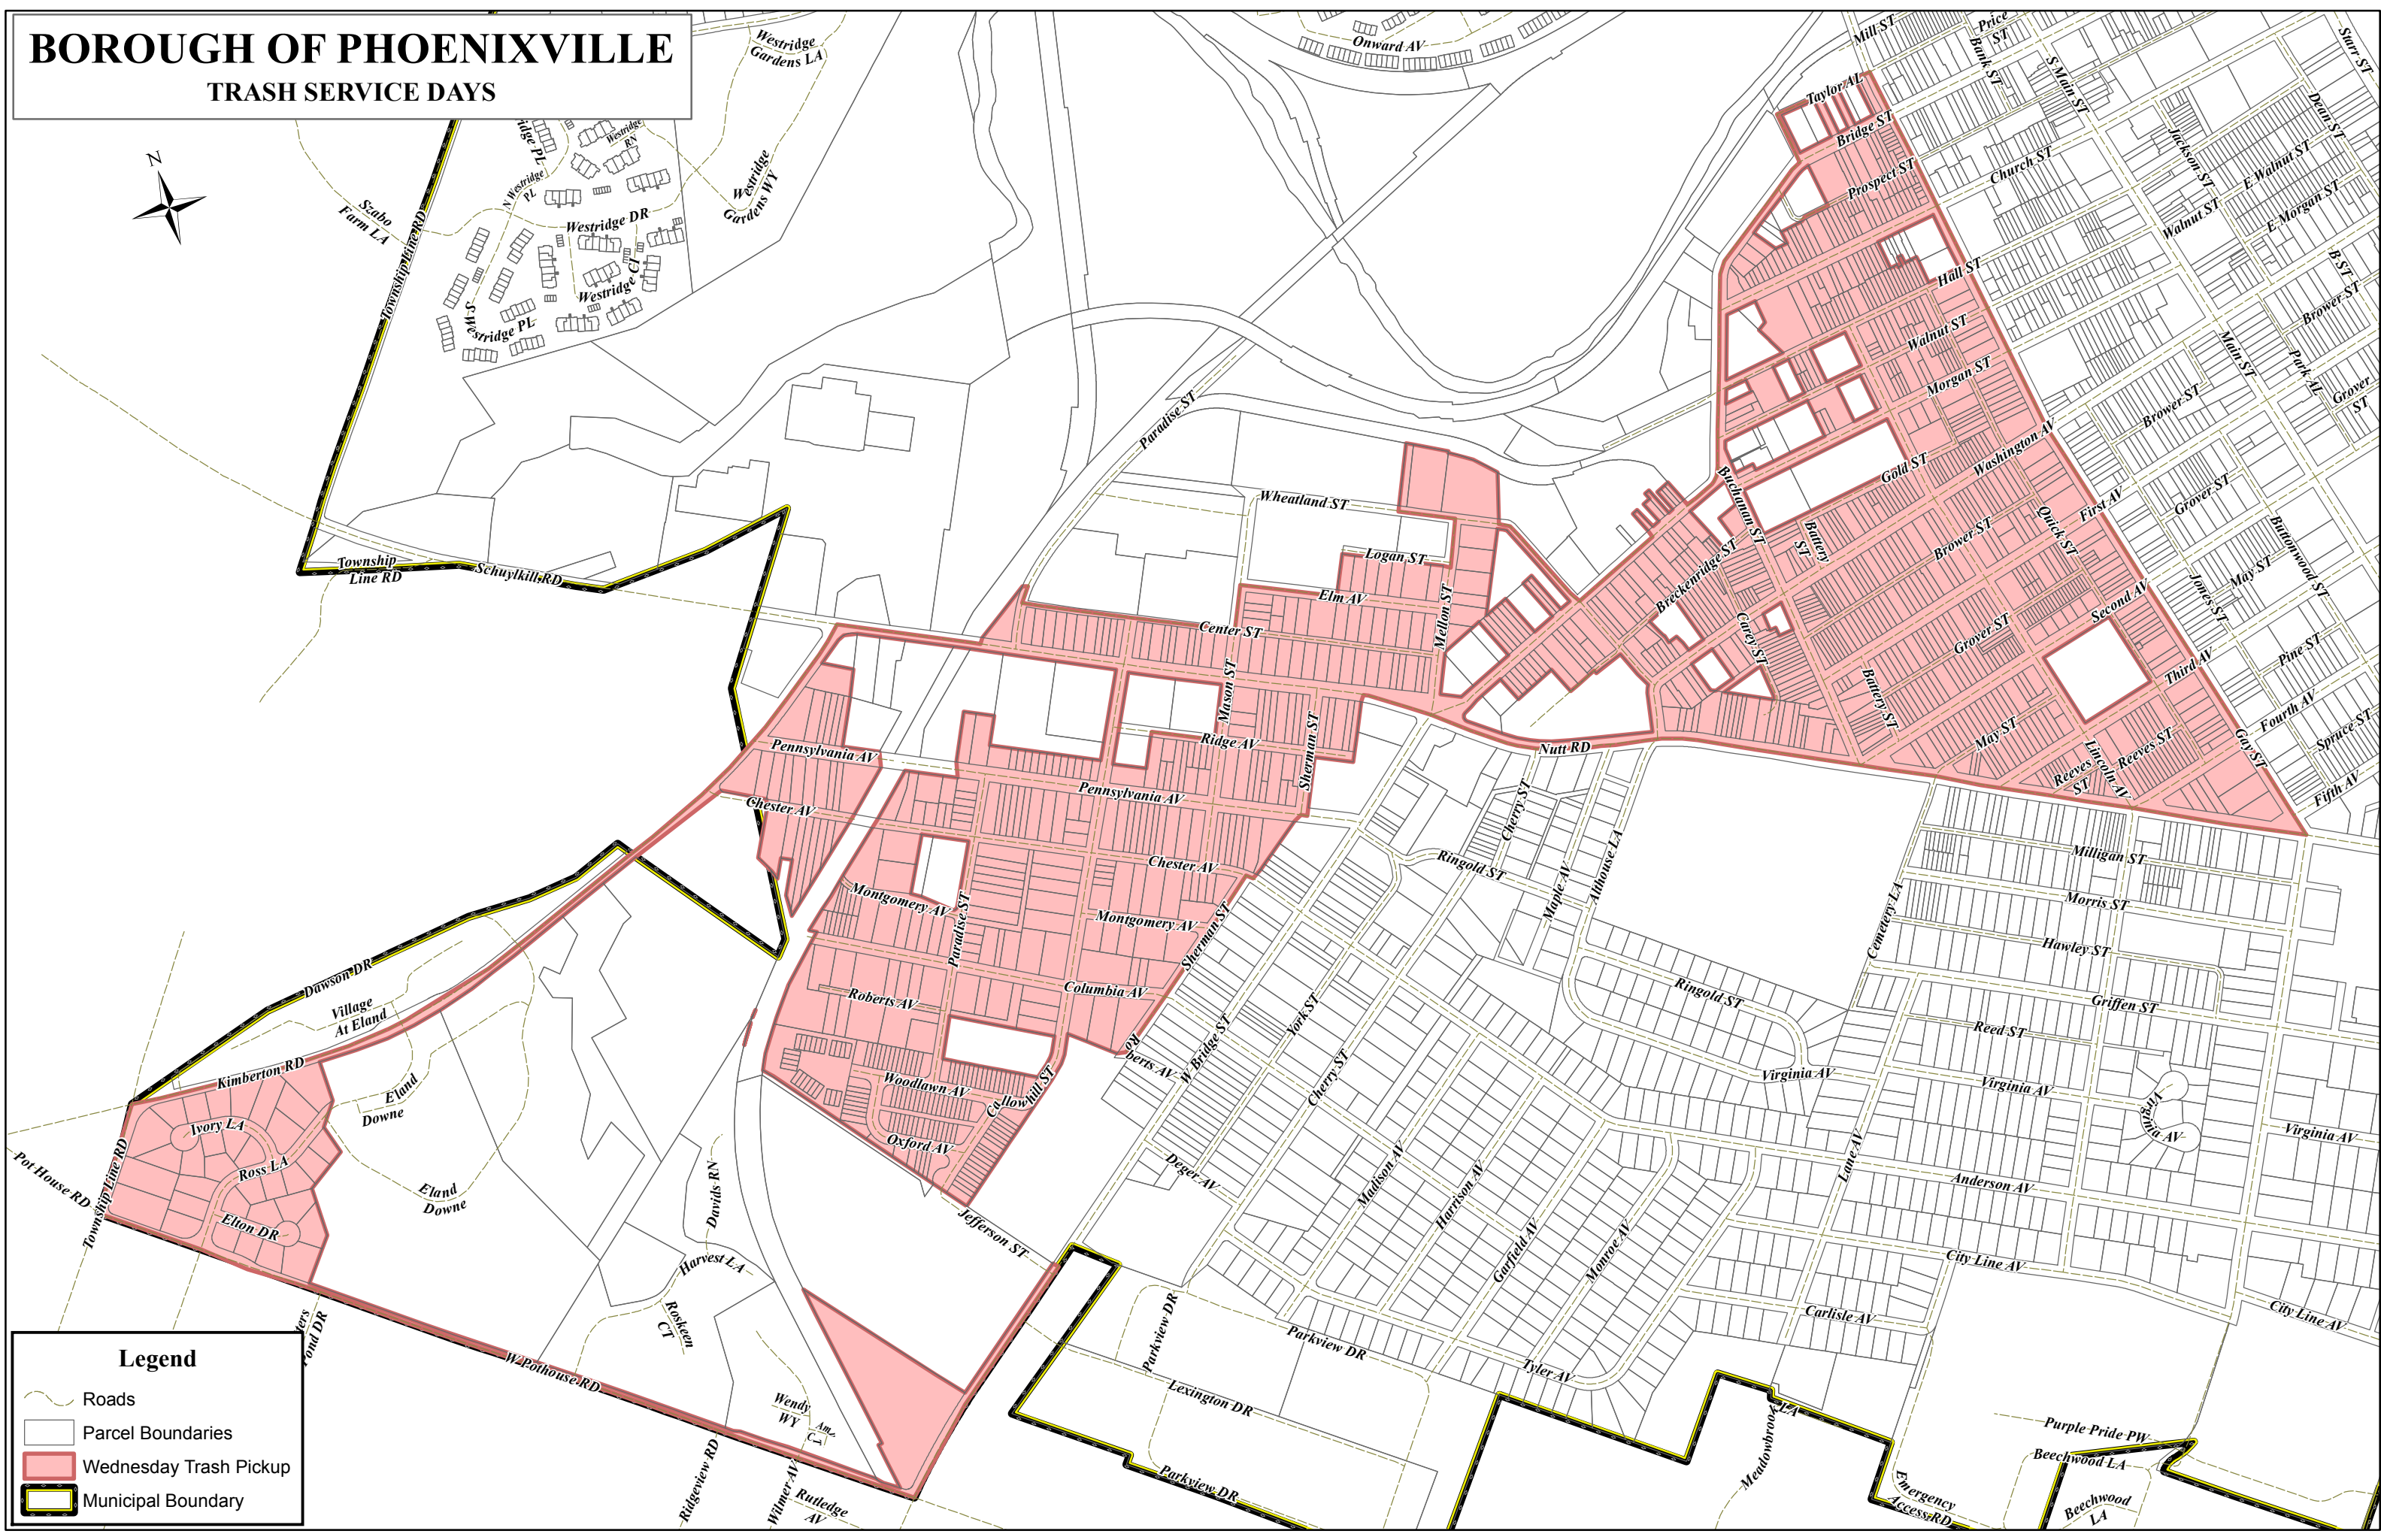 BOROUGH OF PHOENIXVILLE
TRASH SERVICE DAYS
N
Westridge
Gardens LA
Onward AV
Mill ST
Price
ST
Bank ST
S Main ST
Starr ST
Taylor AL
Bridge ST
Prospect ST
Church ST
Jackson ST
Dean ST
E Walnut ST
E Morgan ST
Walnut ST
Westridge
RN
N Westridge
PL
Westridge
Gardens WY
Szabo
Farm LA
Township Line RD
Westridge DR
Westridge CI
S Westridge PL
Hall ST
Walnut ST
Morgan ST
B ST
Brower ST
Main ST
Park AL
Grover
ST
Brower ST
Paradise ST
Washington AV
Gold ST
Buchanan ST
Battery
ST
First AV
Grover ST
Quick ST
Brower ST
Buttonwood ST
May ST
Jones ST
Wheatland ST
Logan ST
Elm AV
Mellon ST
Center ST
Breckenridge ST
Carey ST
Second AV
Grover ST
Pine ST
Third AV
Township
Line RD
Schuylkill RD
Mason ST
Ridge AV
Sherman ST
Nutt RD
Battery ST
May ST
Lincoln AV
Reeves
ST
Reeves ST
Gay ST
Fourth AV
Spruce ST
Fifth AV
Pennsylvania AV
Chester AV
Pennsylvania AV
Chester AV
Cherry ST
Ringold ST
Maple AV
Althouse LA
Milligan ST
Morris ST
Hawley ST
Cemetery LA
Montgomery AV
Paradise ST
Montgomery AV
Sherman ST
Columbia AV
Roberts AV
Roberts AV
W Bridge ST
York ST
Cherry ST
Ringold ST
Griffen ST
Reed ST
Virginia AV
Virginia AV
Virginia AV
Virginia AV
Dawson DR
Village
At Eland
Kimberton RD
Eland
Downe
Ivory LA
Ross LA
Elton DR
Eland
Downe
Pot House RD
Township Line RD
Woodlawn AV
Callowhill ST
Oxford AV
Jefferson ST
Deger AV
Madison AV
Harrison AV
Garfield AV
Monroe AV
Lane AV
Anderson AV
City Line AV
City Line AV
Carlisle AV
Davids RN
Harvest LA
Roskeen
CT
Pond DR
W Pothouse RD
Wendy
WY
CT
Ridgeview RD
Wilmer AV
Rutledge
AV
Parkview DR
Parkview DR
Lexington DR
Parkview DR
Tyler AV
Meadowbrook LA
Purple Pride PW
Beechwood LA
Beechwood
LA
Emergency
Access RD
Legend
Roads
Parcel Boundaries
Wednesday Trash Pickup
Municipal Boundary